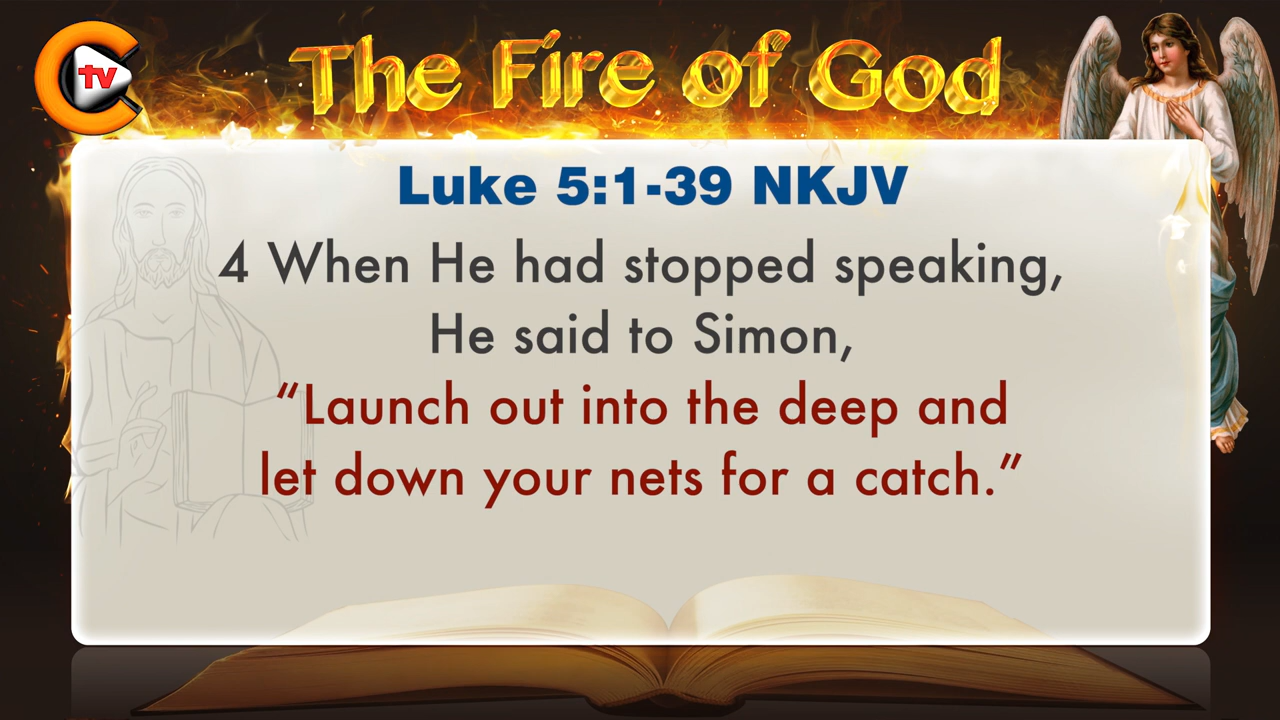 tv
The Fire of God
Luke 5:1-39 NKJV
4 When He had stopped speaking,
He said to Simon,
“Launch out into the deep and
let down your nets for a catch.”